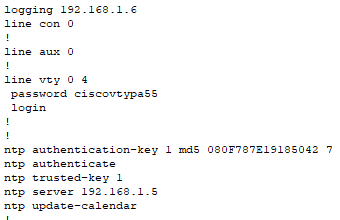 logging 192.168.1.6
line con 0
!
line aux 0
!
line vty 0 4
 password ciscovtypa55
 login
!
!
ntp authentication-key 1 md5 080F787E19185042 7
ntp authenticate
ntp trusted-key 1
ntp server 192.168.1.5
ntp update-calendar
!